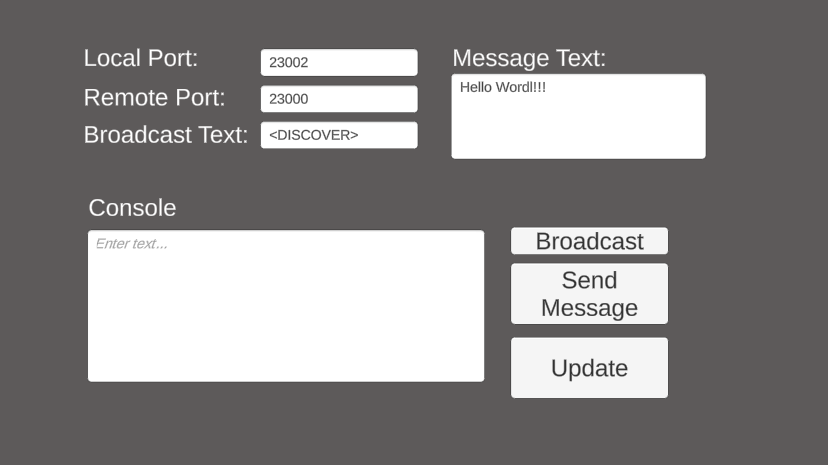 Local Port:
23002
Message Text:
Remote Port:
23000
Hello Wordl!!!
Broadcast Text:
<DISCOVER>
Console
Enter text...
Broadcast
Send
Message
Update